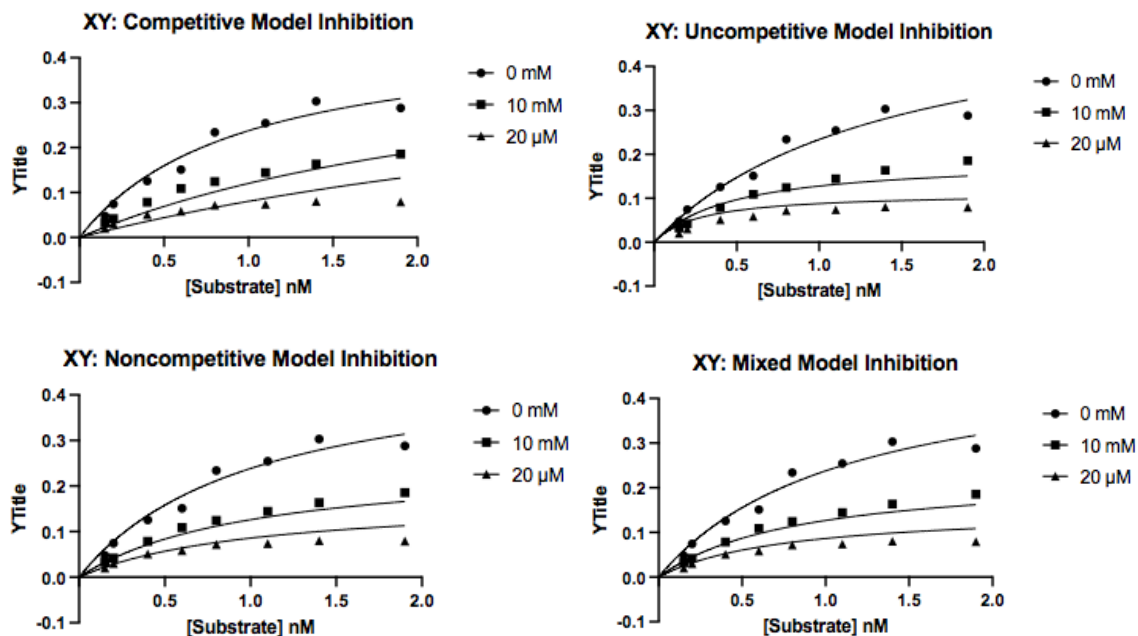 XY: Competitive Model Inhibition
0.4
0.3
0.2
0.1
0.0
-0.1
YTitle
0.5
1.0
1.5
2.0
[Substrate] nM
0 mM
10 mM
20 µM
XY: Uncompetitive Model Inhibition
0.4
0.3
0.2
0.1
0.0
-0.1
YTitle
0.5
1.0
1.5
2.0
[Substrate] nM
0 mM
10 mM
20 µM
XY: Noncompetitive Model Inhibition
0.4
0.3
0.2
0.1
0.0
-0.1
YTitle
0.5
1.0
1.5
2.0
[Substrate] nM
0 mM
10 mM
20 µM
XY: Mixed Model Inhibition
0.4
0.3
0.2
0.1
0.0
-0.1
YTitle
0.5
1.0
1.5
2.0
[Substrate] nM
0 mM
10 mM
20 µM